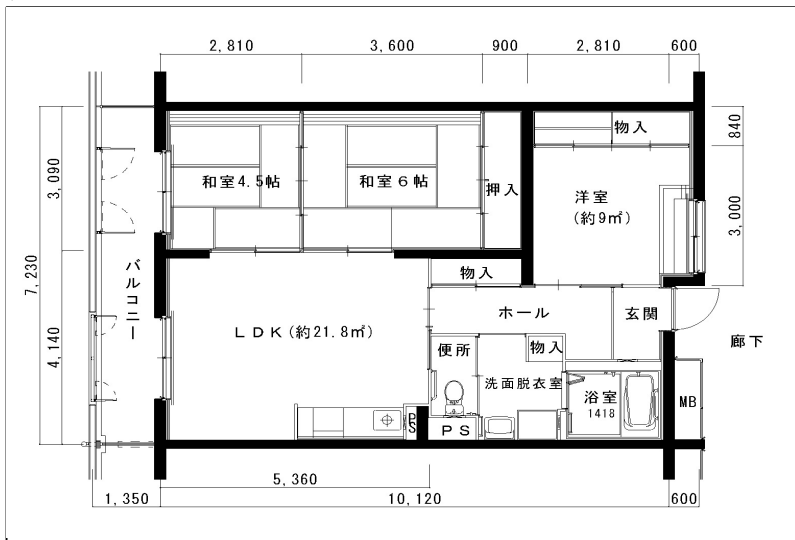 2,810
3,600
900
2,810
600
840
3,090
3,000
7,230
4,140
物入
和室4.5帖
和室6帖
押入
洋室
(約9㎡)
バルコニー
物入
ホール
玄関
LDK(約21.8㎡)
廊下
便所
物入
洗面脱衣室
浴室
1418
MB
PS
PS
5,360
1,350
10,120
600